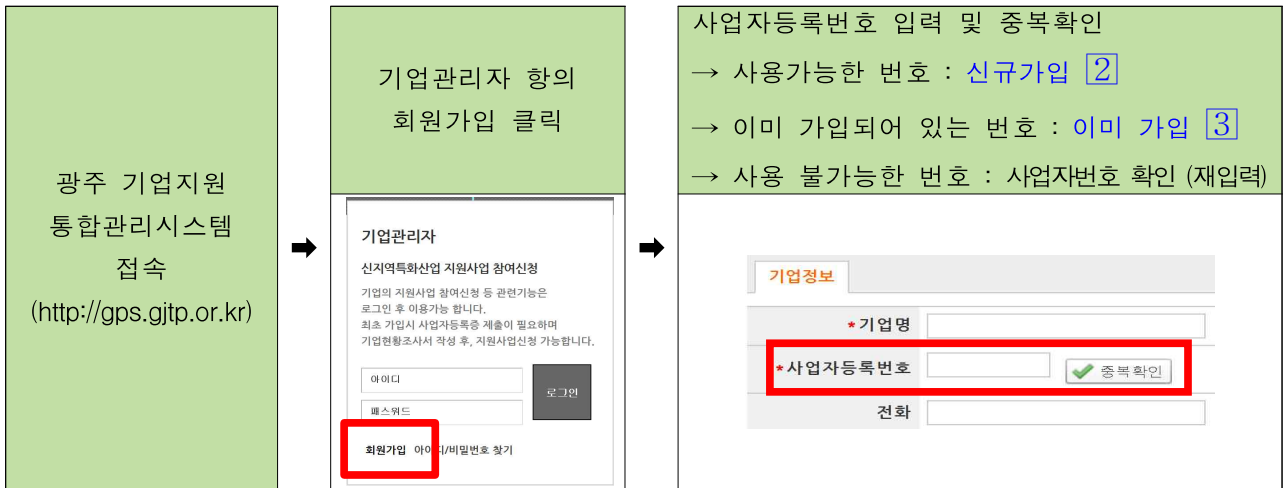 광주 기업지원
통합관리시스템
접속
(http://gps.gjtp.or.kr)
기업관리자 항의
회원가입 클릭
기업관리자
신지역특화산업 지원사업 참여신청
기업의 지원사업 참여신청 등 관련기능은
로그인 후 이용가능 합니다.
최초 가입시 사업자등록증 제출이 필요하며
기업현황조사서 작성 후, 지원사업신청 가능합니다.
아이디
패스워드
로그인
회원가입 아이디/비밀번호 찾기
사업자등록번호 입력 및 중복확인
→ 사용가능한 번호 : 신규가입 2
→ 이미 가입되어 있는 번호 : 이미 가입 3
→ 사용 불가능한 번호 : 사업자번호 확인 (재입력)
기업정보
*기업명
*사업자등록번호 중복확인
전화